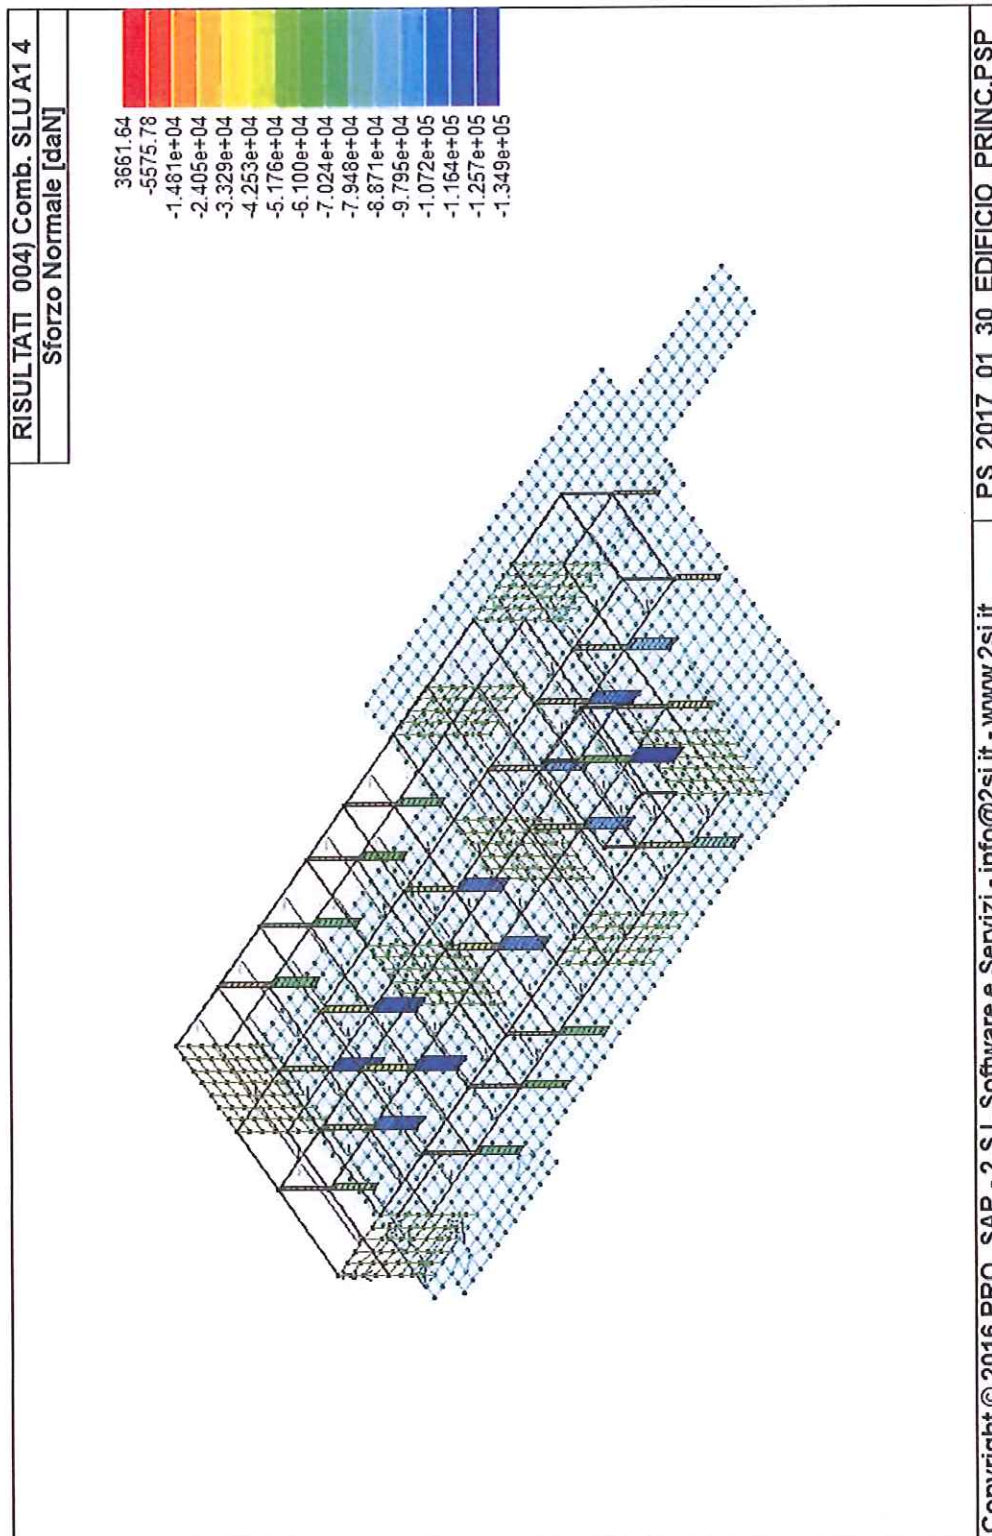 RISULTATI 004) Comb. SLU A1 4
Sforzo Normale [daN]
3661.64
-5575.78
-1.481e+04
-2.405e+04
-3.329e+04
-4.253e+04
-5.176e+04
-6.100e+04
-7.024e+04
-7.948e+04
-8.871e+04
-9.795e+04
-1.072e+05
-1.164e+05
-1.257e+05
-1.349e+05
Copyright © 2016 PRO_SAP - 2 S.I. Software e Servizi - info@2si.it - www.2si.it
PS_2017_01_30_EDIFICIO_PRINC.PSP